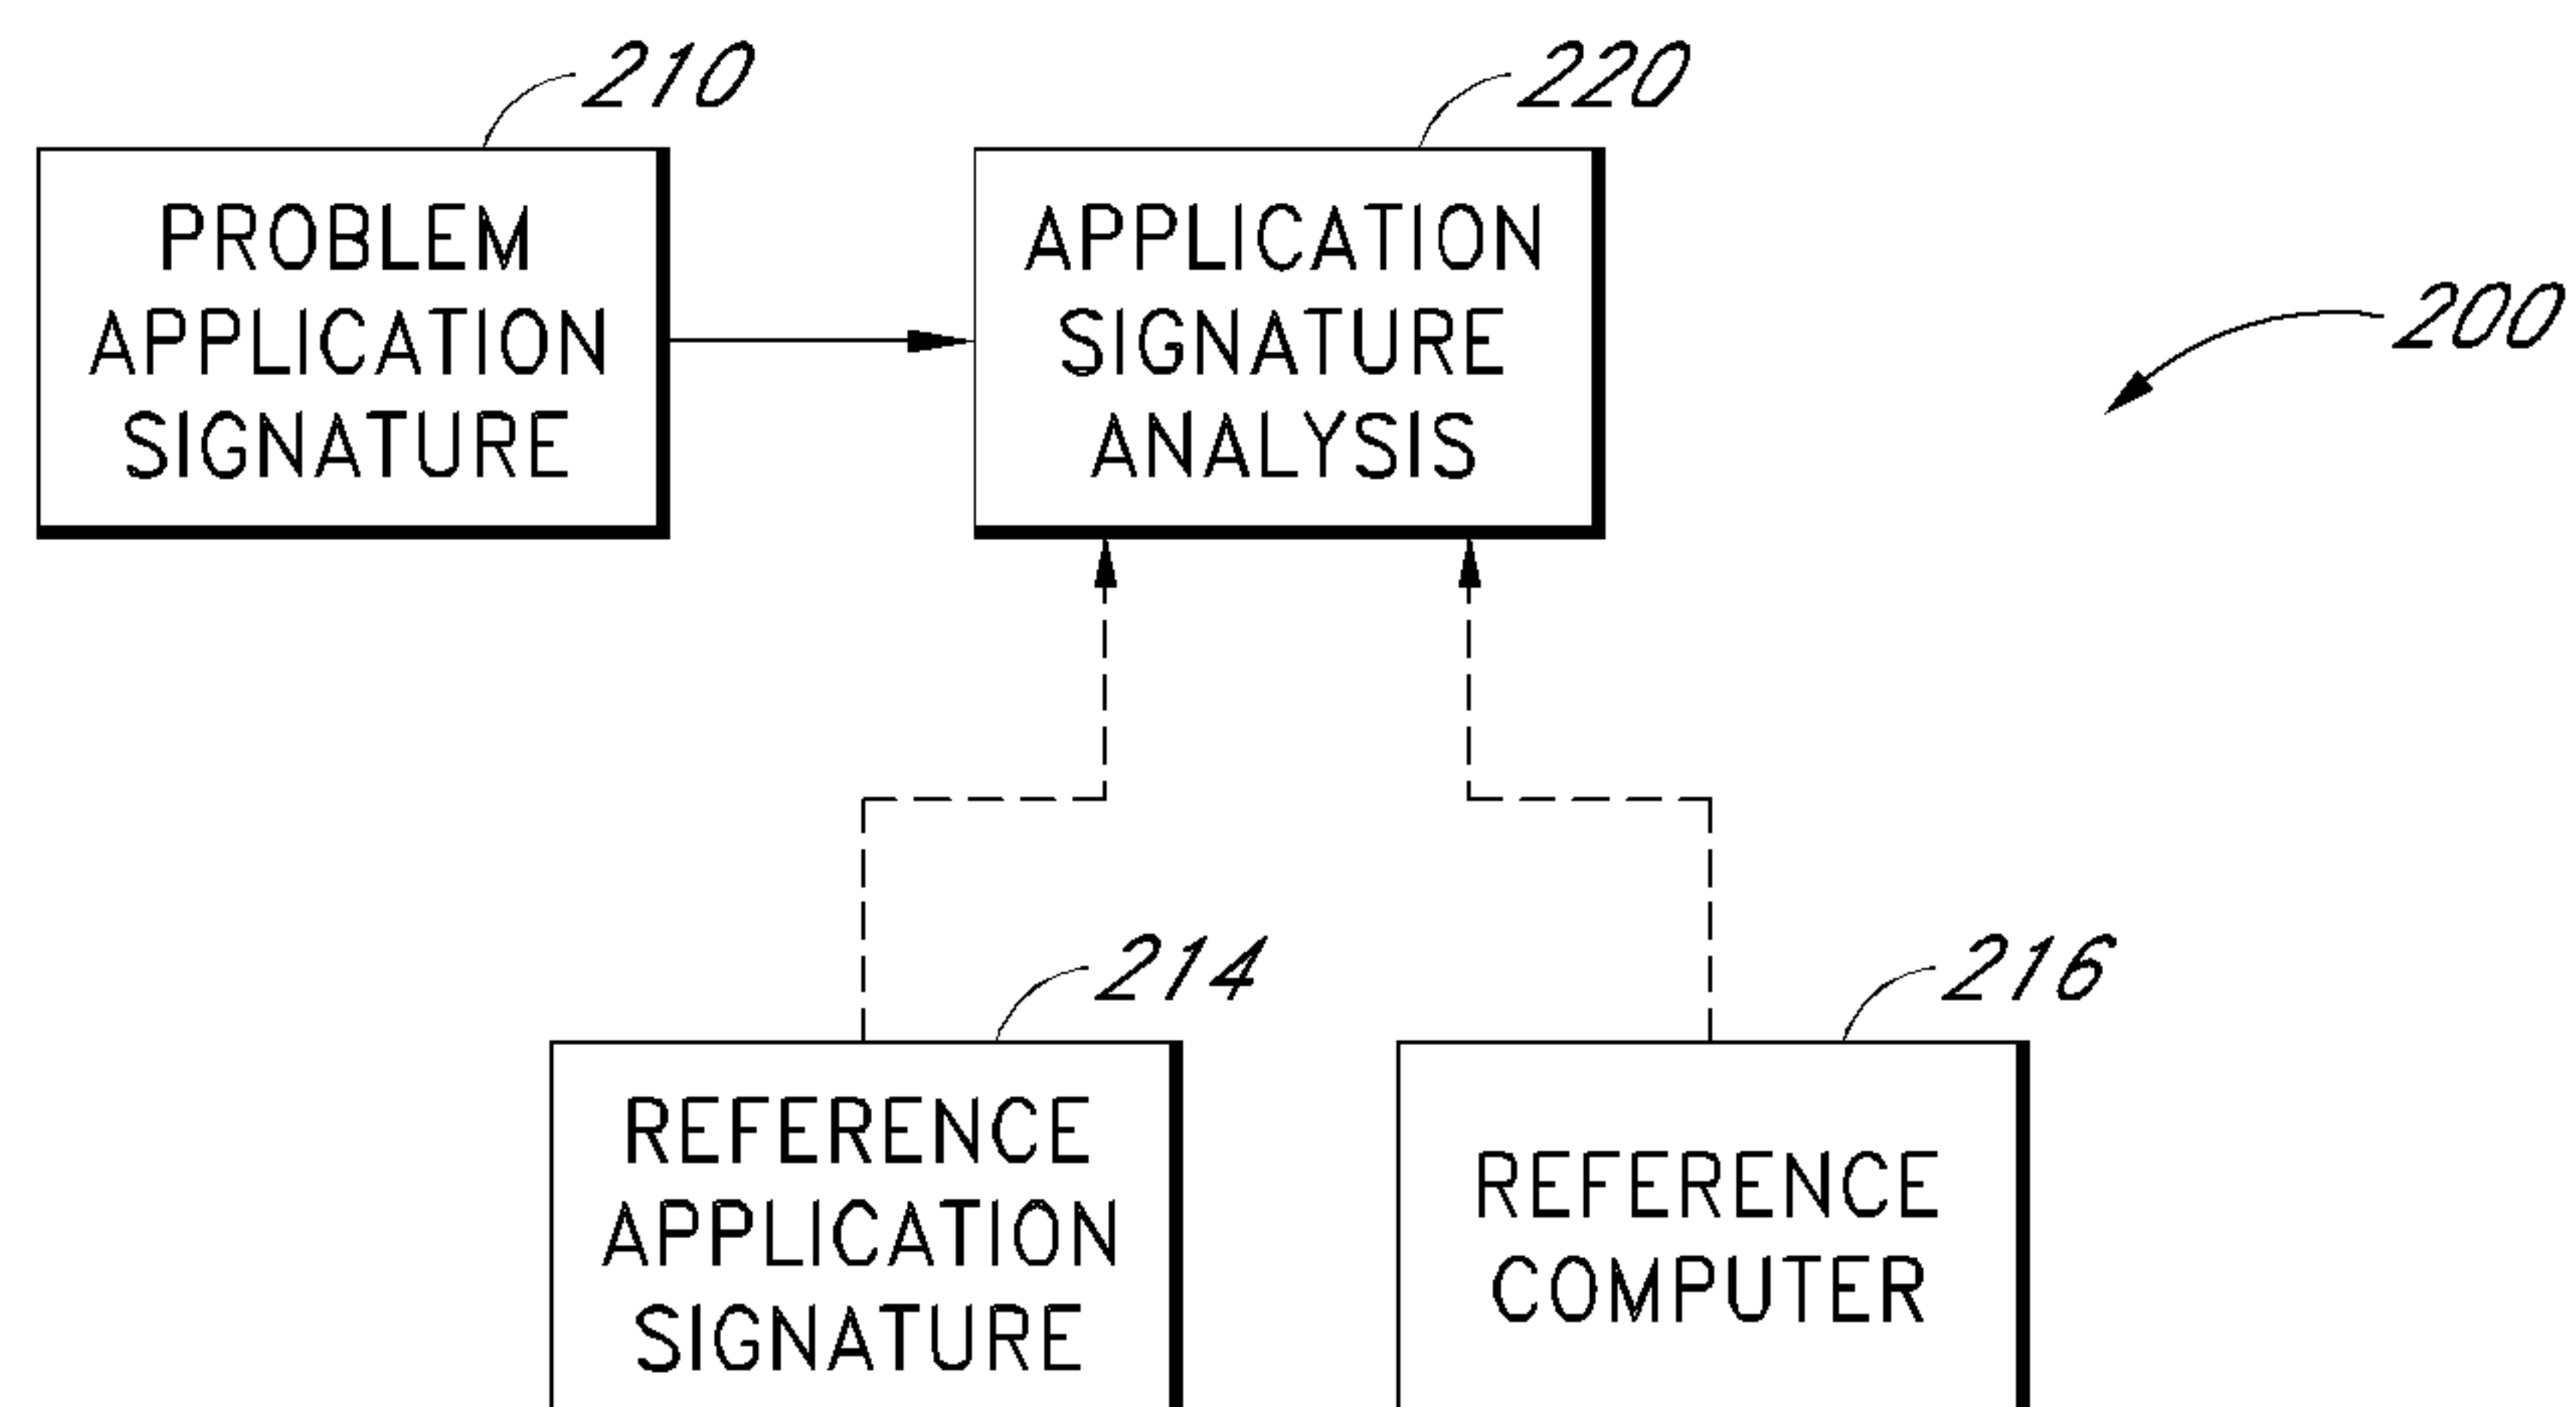 210
220
PROBLEM
APPLICATION
SIGNATURE
APPLICATION
SIGNATURE
ANALYSIS
200
214
216
REFERENCE
APPLICATION
SIGNATURE
REFERENCE
COMPUTER